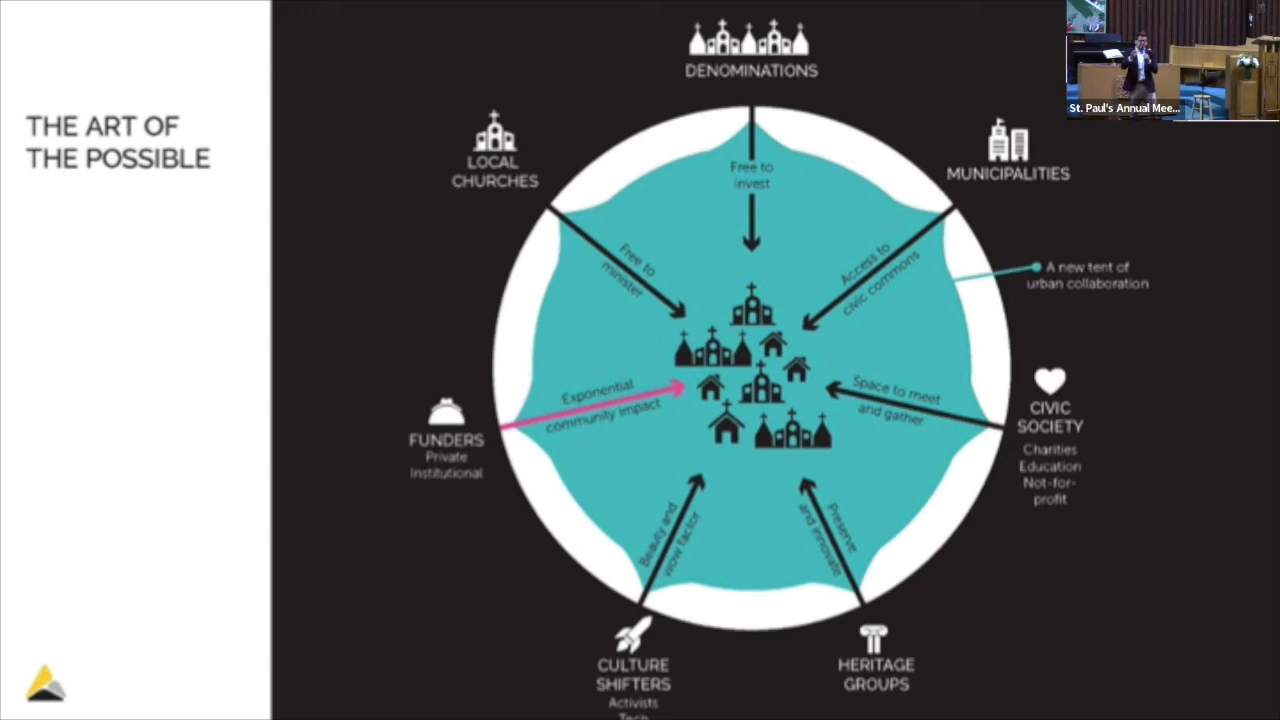 THE ART OF
THE POSSIBLE
DENOMINATIONS
St. Paul's Annual Mee...
LOCAL
CHURCHES
MUNICIPALITIES
Free to
invest
Free to
minister
Access to
civic commons
A new tent of
urban collaboration
Exponential
community impact
Space to meet
and gather
FUNDERS
Private
Institutional
CIVIC
SOCIETY
Charities
Education
Not-for-
profit
Beauty and
wow factor
Preserve
and innovate
CULTURE
SHIFTERS
Activists
Tech
HERITAGE
GROUPS